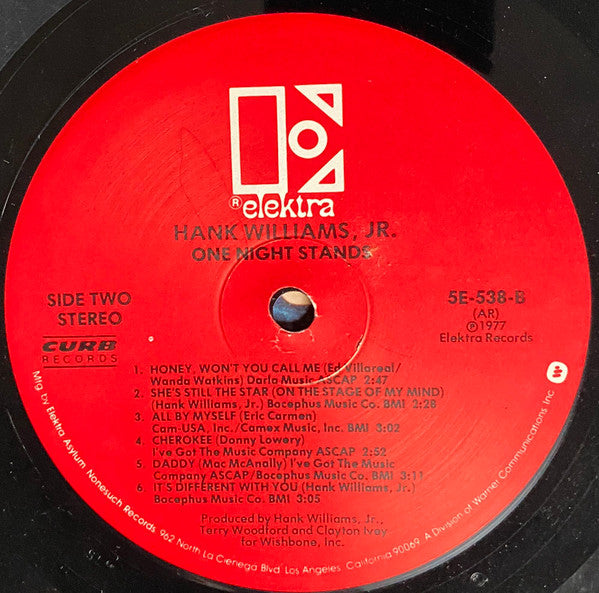 ® elektra
HANK WILLIAMS, JR.
ONE NIGHT STANDS
SIDE TWO
STEREO
CURB
RECORDS
5E-538-B
(AR)
℗1977
Elektra Records
1. HONEY, WON'T YOU CALL ME (Ed Villareal/
Wanda Watkins) Darla Music ASCAP 2:47
2. SHE'S STILL THE STAR (ON THE STAGE OF MY MIND)
(Hank Williams, Jr.) Bocephus Music Co. BMI 2:28
3. ALL BY MYSELF (Eric Carmen)
Cam-USA, Inc./Camex Music, Inc. BMI 3:02
4. CHEROKEE (Donny Lowery)
I've Got The Music Company ASCAP 2:52
5. DADDY (Mac McAnally) I've Got The Music
Company ASCAP/Bocephus Music Co. BMI 3:11
6. IT'S DIFFERENT WITH YOU (Hank Williams, Jr.)
Bocephus Music Co. BMI 3:05
Produced by Hank Williams, Jr.,
Terry Woodford and Clayton Ivey
for Wishbone, Inc.
Mfg. by Elektra/Asylum/Nonesuch Records, 962 North La Cienega Blvd. Los Angeles, California 90069. A Division of Warner Communications Inc.